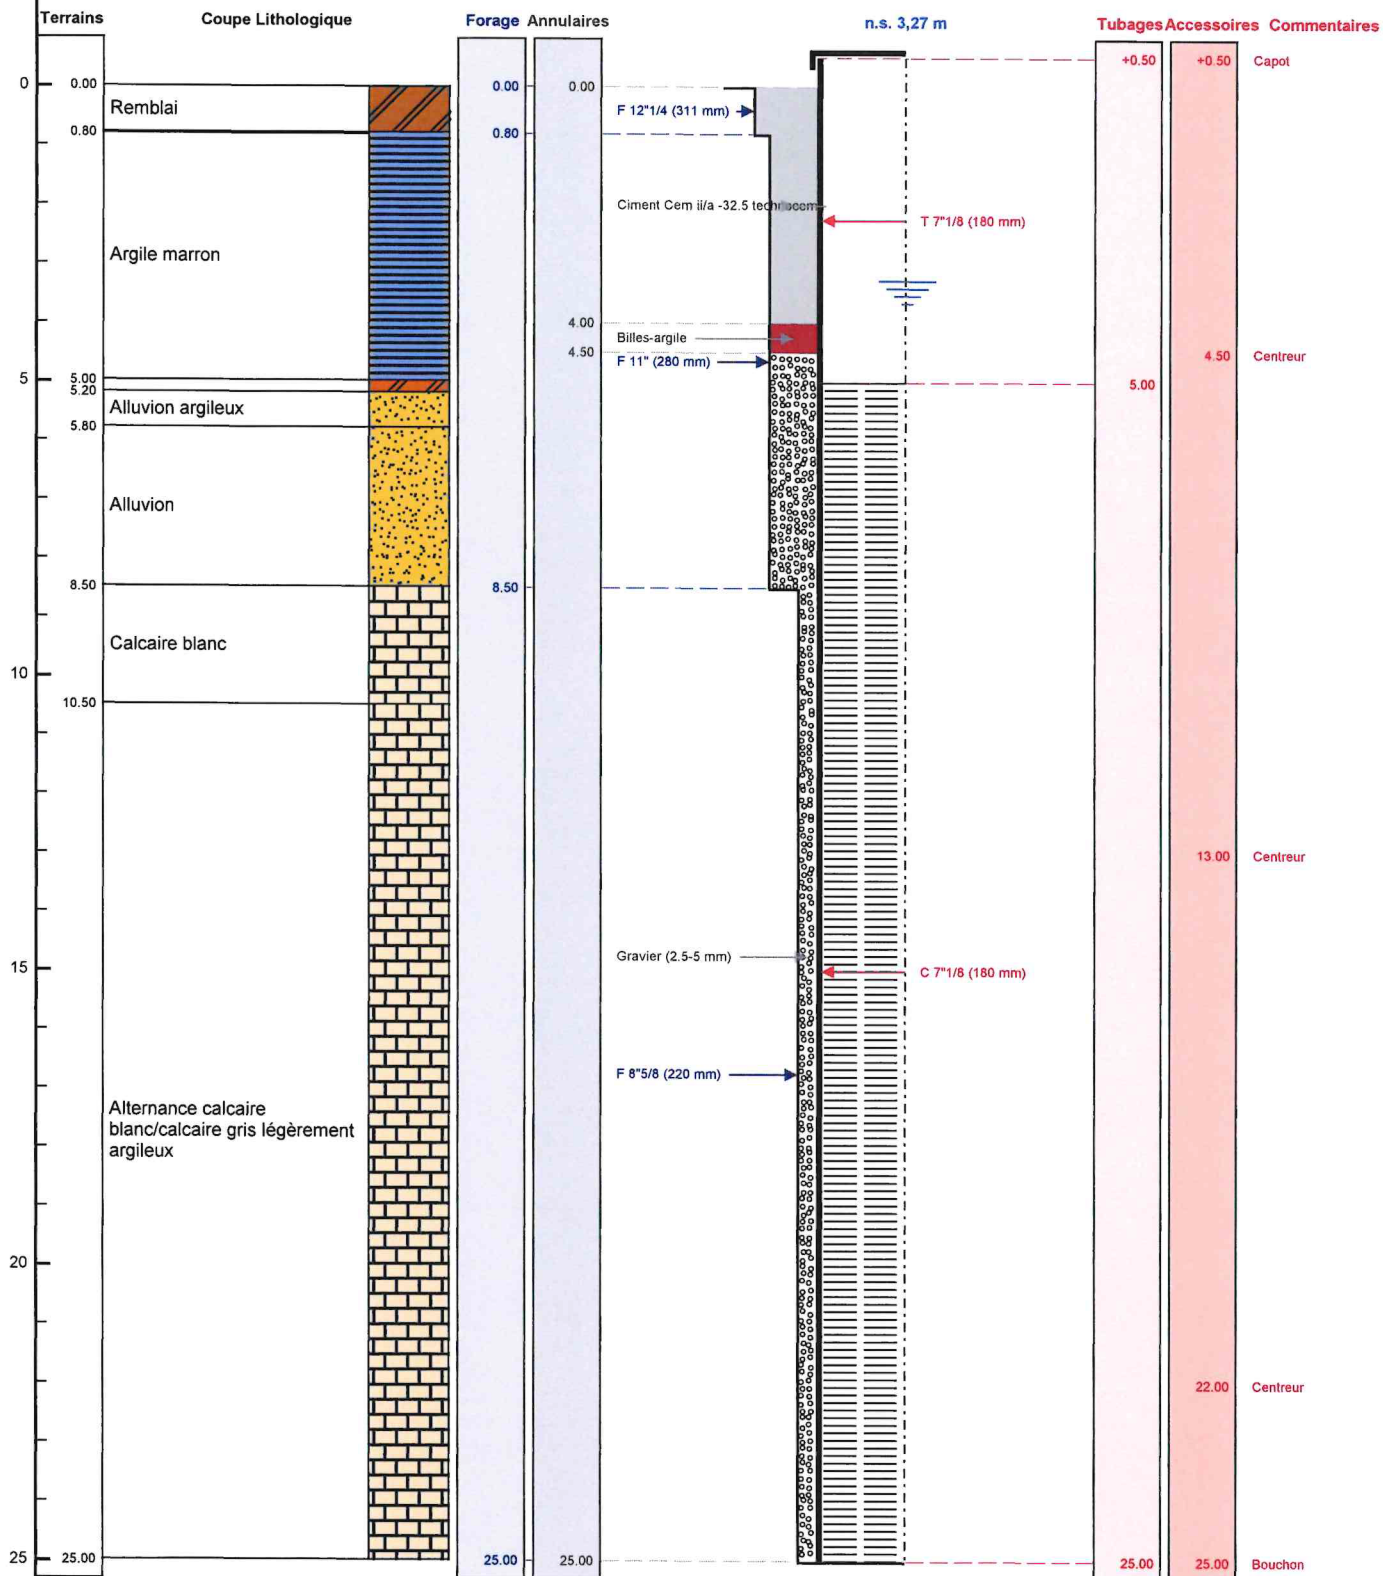 Terrains Coupe Lithologique Forage Annulaires n.s. 3,27 m Tubages Accessoires Commentaires
+0.50 +0.50 Capot
0 0.00 0.00 0.00
Remblai
F 12"1/4 (311 mm)
0.80 0.80
Ciment Cem ii/a -32.5
T 7"1/8 (180 mm)
Argile marron
4.00
Billes-argile
4.50
F 11" (280 mm)
4.50 Centreur
5 5.00
5.00
5.20
Alluvion argileux
5.80
Alluvion
8.50 8.50
Calcaire blanc
10
10.50
13.00 Centreur
Gravier (2.5-5 mm)
15
C 7"1/8 (180 mm)
F 8"5/8 (220 mm)
Alternance calcaire
blanc/calcaire gris légèrement
argileux
20
22.00 Centreur
25 25.00 25.00 25.00 25.00 25.00 Bouchon